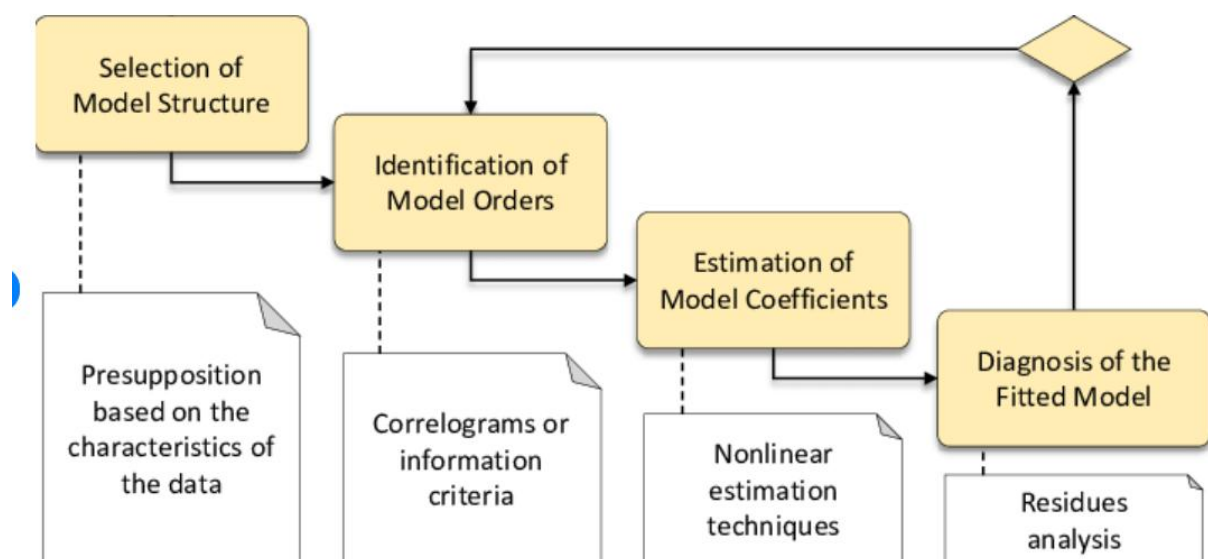 Selection of
Model Structure
Identification of
Model Orders
Estimation of
Model Coefficients
Diagnosis of the
Fitted Model
Presupposition
based on the
characteristics of
the data
Correlograms or
information
criteria
Nonlinear
estimation
techniques
Residues
analysis